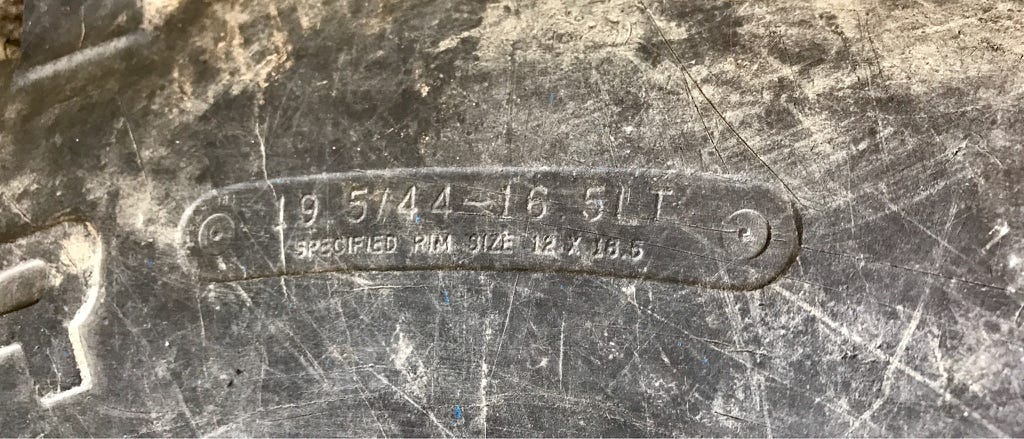 19 5/44-16 5LT
SPECIFIED RIM SIZE 12 X 16.5